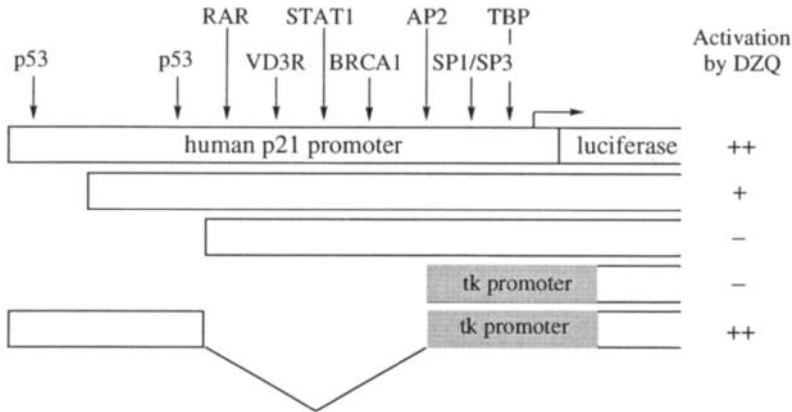 RAR STAT1 AP2 TBP
Activation
by DZQ
p53 p53 VD3R BRCA1 SP1/SP3
human p21 promoter luciferase ++
+
–
tk promoter –
tk promoter ++